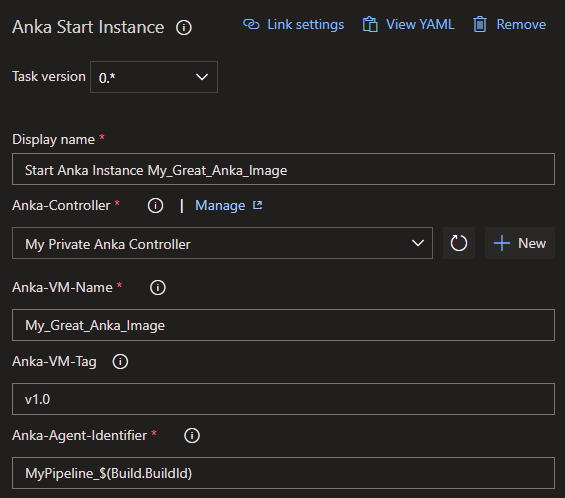 Anka Start Instance
Link settings
View YAML
Remove
Task version 0.*
Display name *
Start Anka Instance My_Great_Anka_Image
Anka-Controller * | Manage
My Private Anka Controller
New
Anka-VM-Name *
My_Great_Anka_Image
Anka-VM-Tag
v1.0
Anka-Agent-Identifier *
MyPipeline_$(Build.BuildId)